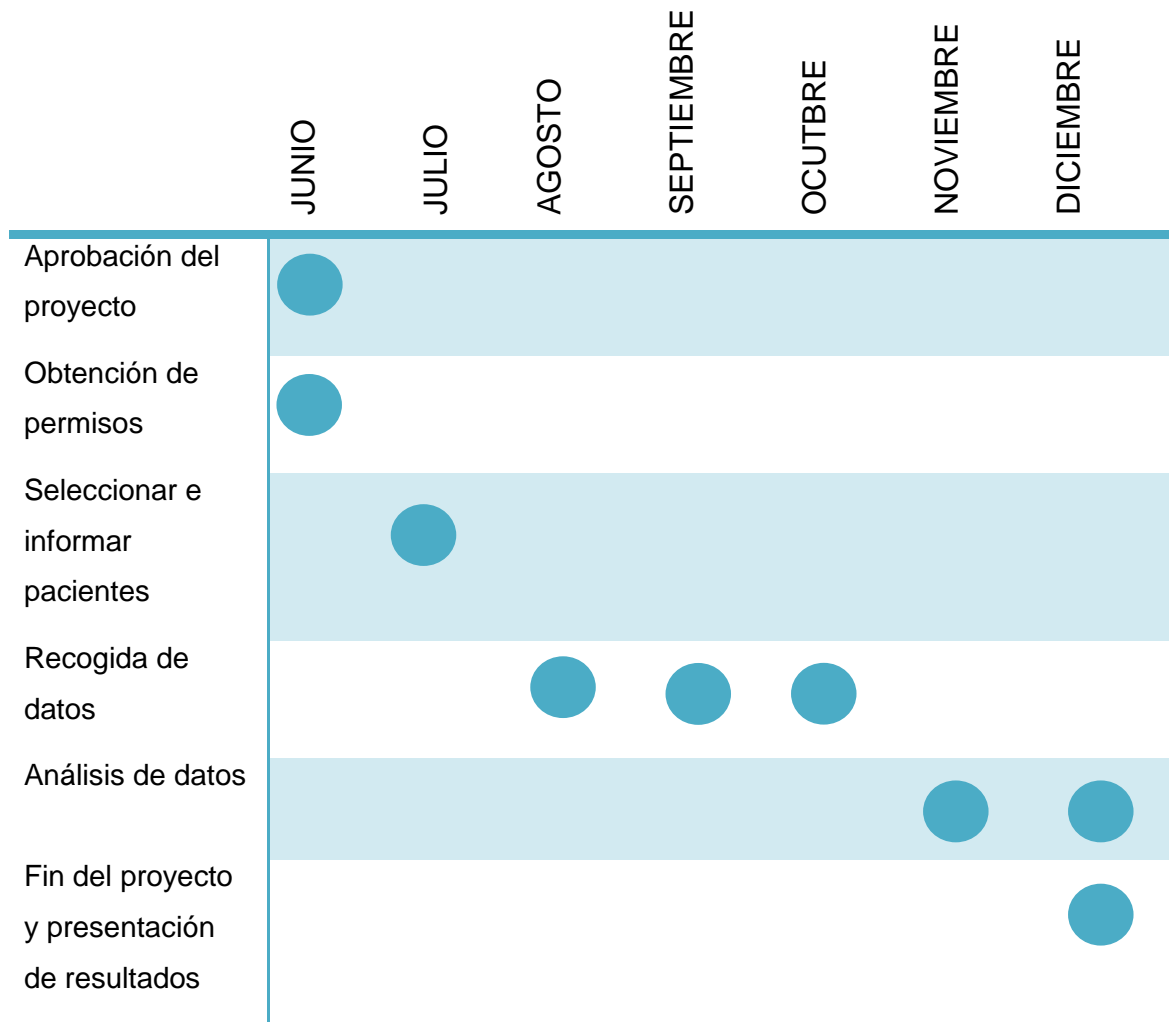 JUNIO
JULIO
AGOSTO
SEPTIEMBRE
OCUTBRE
NOVIEMBRE
DICIEMBRE
Aprobación del
proyecto
Obtención de
permisos
Seleccionar e
informar
pacientes
Recogida de
datos
Análisis de datos
Fin del proyecto
y presentación
de resultados